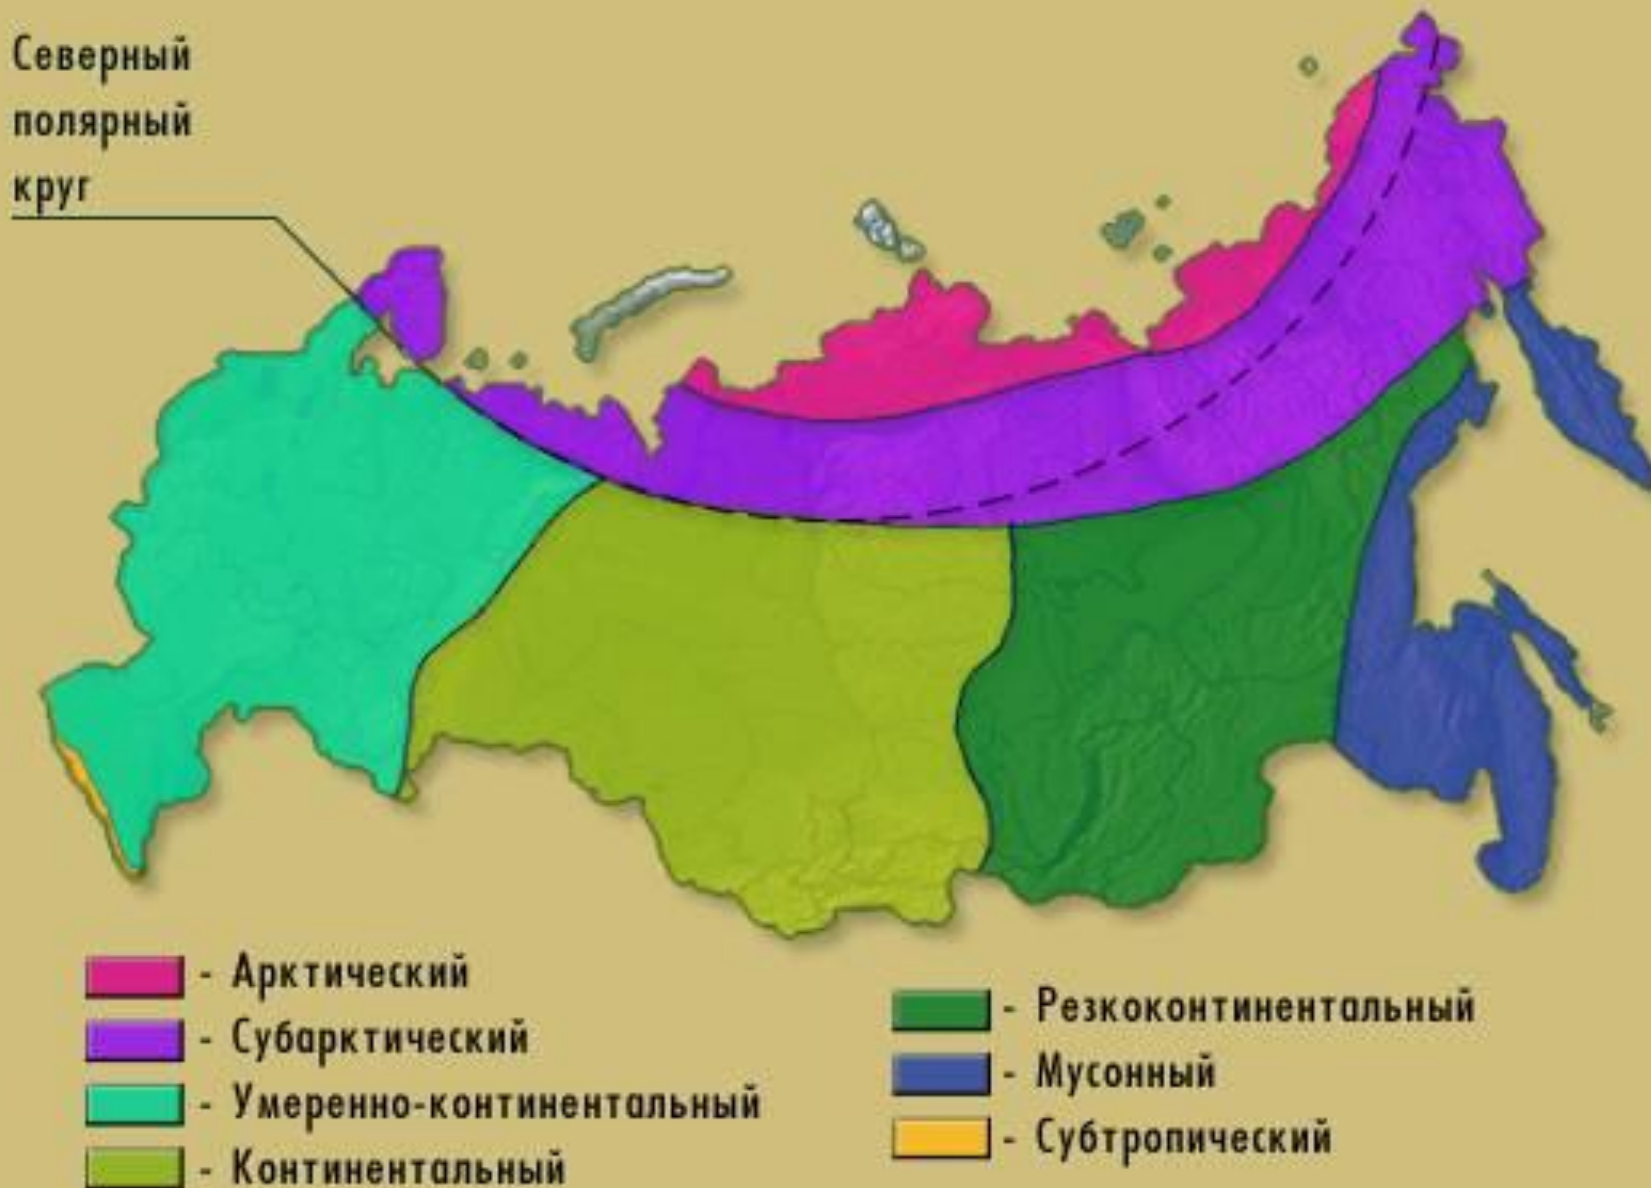 Северный
полярный
круг
- Арктический
- Субарктический
- Умеренно-континентальный
- Континентальный
- Резкоконтинентальный
- Мусонный
- Субтропический